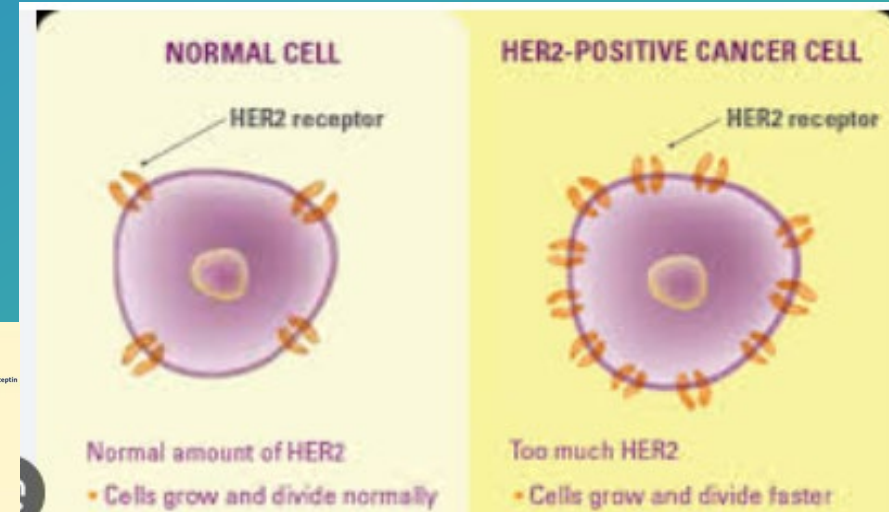 NORMAL CELL
HER2 receptor
Normal amount of HER2
• Cells grow and divide normally
HER2-POSITIVE CANCER CELL
HER2 receptor
Too much HER2
• Cells grow and divide faster